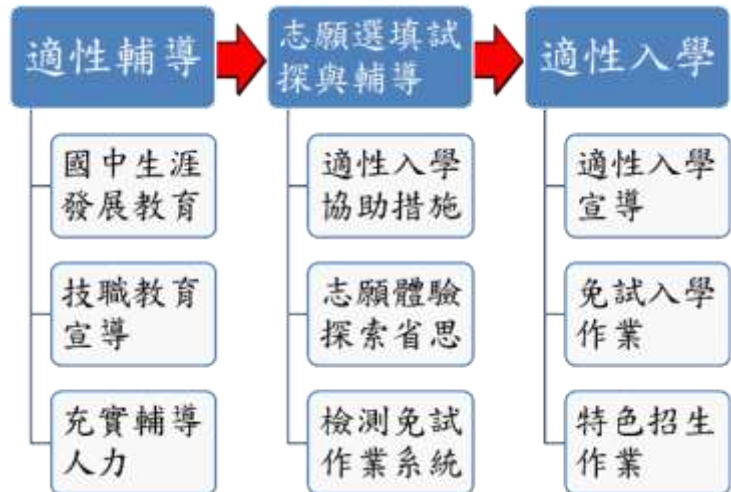 適性輔導
國中生涯
發展教育
技職教育
宣導
充實輔導
人力
志願選填試
探與輔導
適性入學
協助措施
志願體驗
探索省思
檢測免試
作業系統
適性入學
適性入學
宣導
免試入學
作業
特色招生
作業